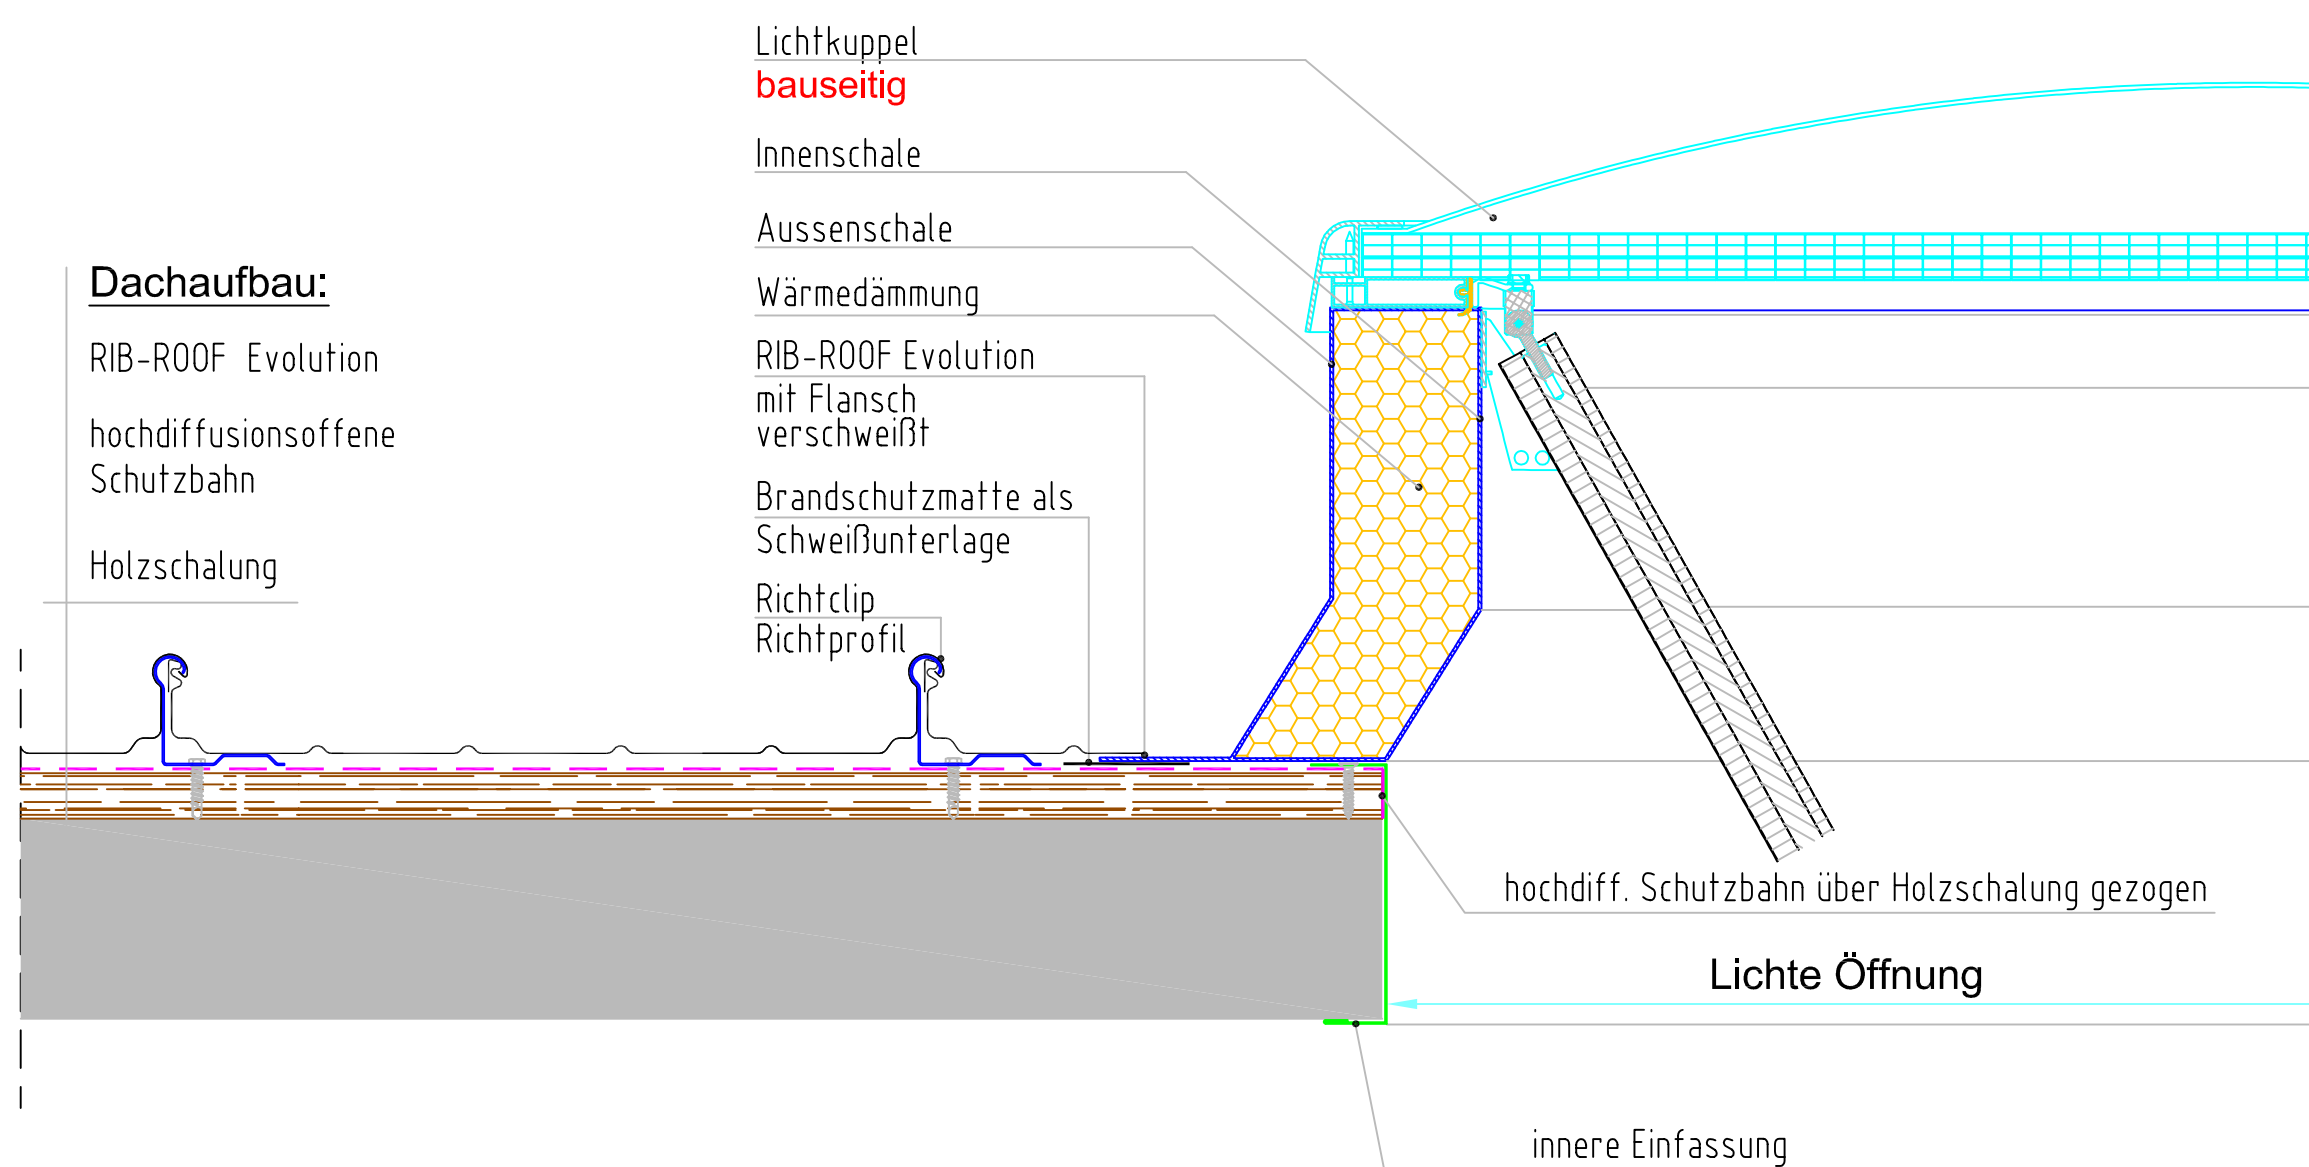 Lichtkuppel
bauseitig
Innenschale
Aussenschale
Wärmedämmung
RIB-ROOF Evolution
mit Flansch
verschweißt
Brandschutzmatte als
Schweißunterlage
Richtclip
Richtprofil
Dachaufbau:
RIB-ROOF Evolution
hochdiffusionsoffene
Schutzbahn
Holzschalung
hochdiff. Schutzbahn über Holzschalung gezogen
Lichte Öffnung
innere Einfassung